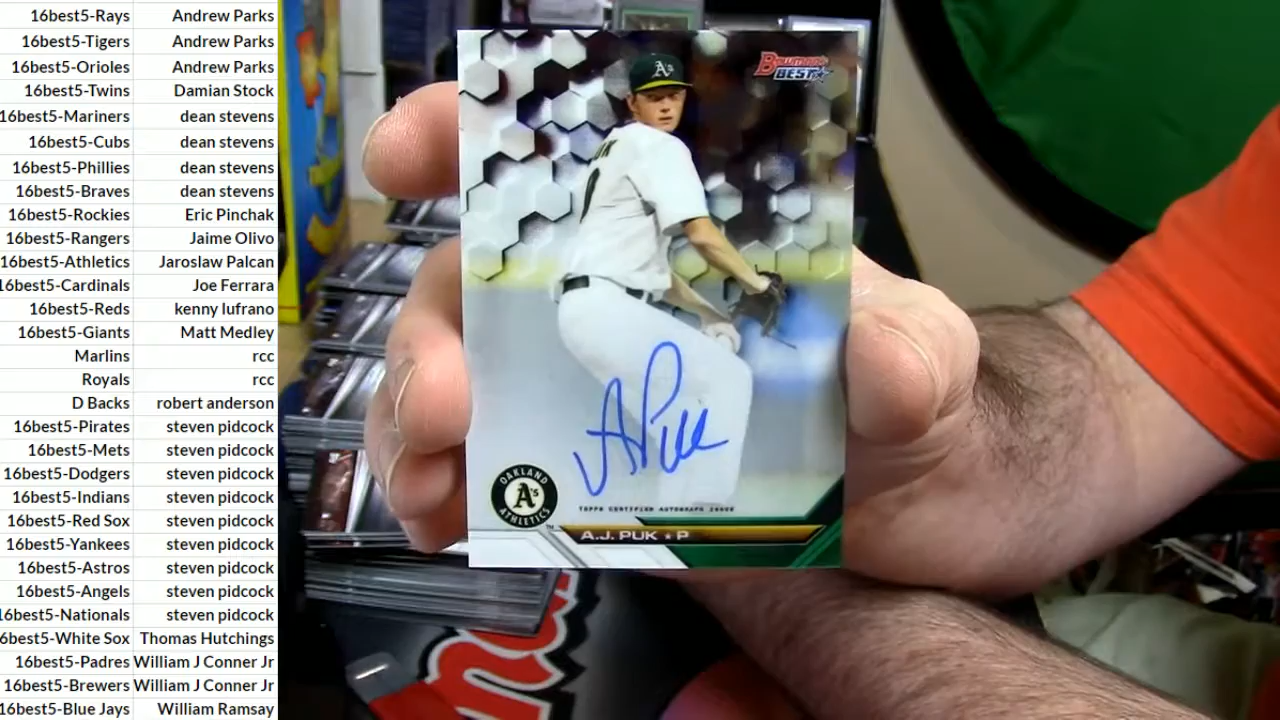 16best5-Rays Andrew Parks
16best5-Tigers Andrew Parks
16best5-Orioles Andrew Parks
16best5-Twins Damian Stock
16best5-Mariners dean stevens
16best5-Cubs dean stevens
16best5-Phillies dean stevens
16best5-Braves dean stevens
16best5-Rockies Eric Pinchak
16best5-Rangers Jaime Olivo
16best5-Athletics Jaroslaw Palcan
16best5-Cardinals Joe Ferrara
16best5-Reds kenny lufrano
16best5-Giants Matt Medley
Marlins rcc
Royals rcc
D Backs robert anderson
16best5-Pirates steven pidcock
16best5-Mets steven pidcock
16best5-Dodgers steven pidcock
16best5-Indians steven pidcock
16best5-Red Sox steven pidcock
16best5-Yankees steven pidcock
16best5-Astros steven pidcock
16best5-Angels steven pidcock
16best5-Nationals steven pidcock
6best5-White Sox Thomas Hutchings
16best5-Padres William J Conner Jr
16best5-Brewers William J Conner Jr
16best5-Blue Jays William Ramsay
Bowman's
BEST
A's
A Puk
OAKLAND
A's
ATHLETICS
TOPPS CERTIFIED AUTOGRAPH ISSUE
A.J. PUK ★ P